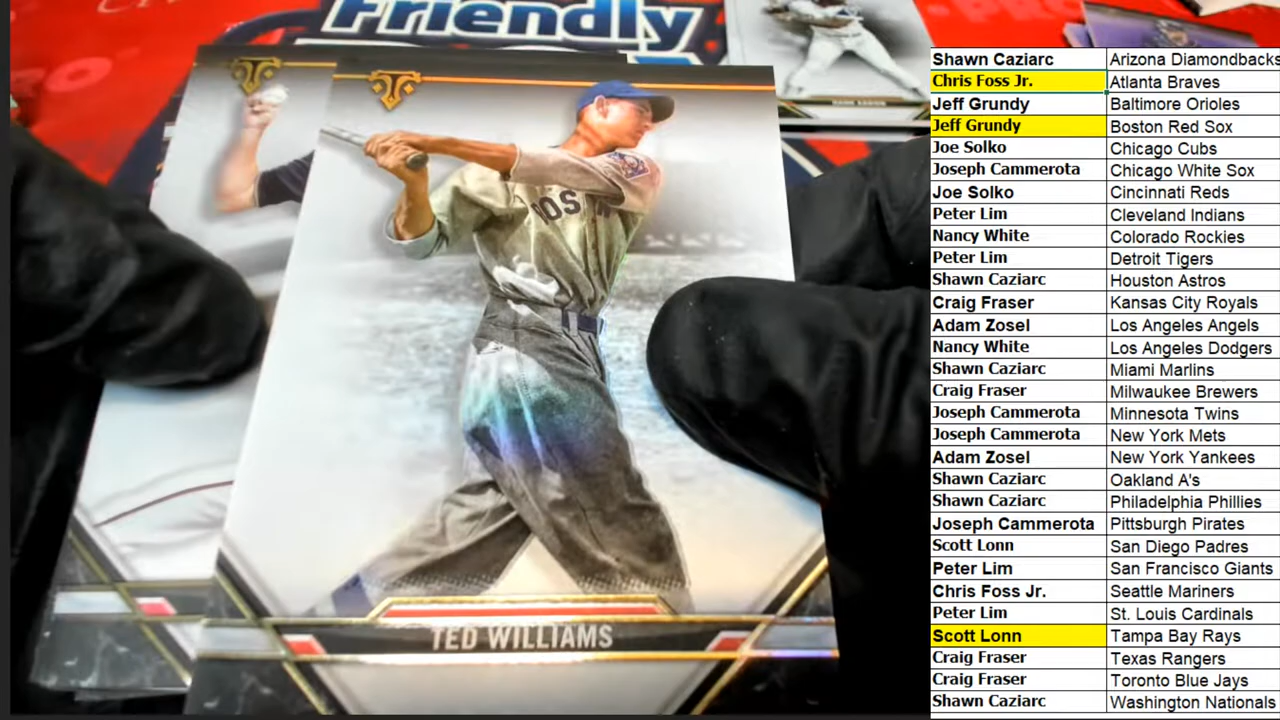 Friendly
BOS
TED WILLIAMS
Shawn Caziarc Arizona Diamondbacks
Chris Foss Jr. Atlanta Braves
Jeff Grundy Baltimore Orioles
Jeff Grundy Boston Red Sox
Joe Solko Chicago Cubs
Joseph Cammerota Chicago White Sox
Joe Solko Cincinnati Reds
Peter Lim Cleveland Indians
Nancy White Colorado Rockies
Peter Lim Detroit Tigers
Shawn Caziarc Houston Astros
Craig Fraser Kansas City Royals
Adam Zosel Los Angeles Angels
Nancy White Los Angeles Dodgers
Shawn Caziarc Miami Marlins
Craig Fraser Milwaukee Brewers
Joseph Cammerota Minnesota Twins
Joseph Cammerota New York Mets
Adam Zosel New York Yankees
Shawn Caziarc Oakland A's
Shawn Caziarc Philadelphia Phillies
Joseph Cammerota Pittsburgh Pirates
Scott Lonn San Diego Padres
Peter Lim San Francisco Giants
Chris Foss Jr. Seattle Mariners
Peter Lim St. Louis Cardinals
Scott Lonn Tampa Bay Rays
Craig Fraser Texas Rangers
Craig Fraser Toronto Blue Jays
Shawn Caziarc Washington Nationals